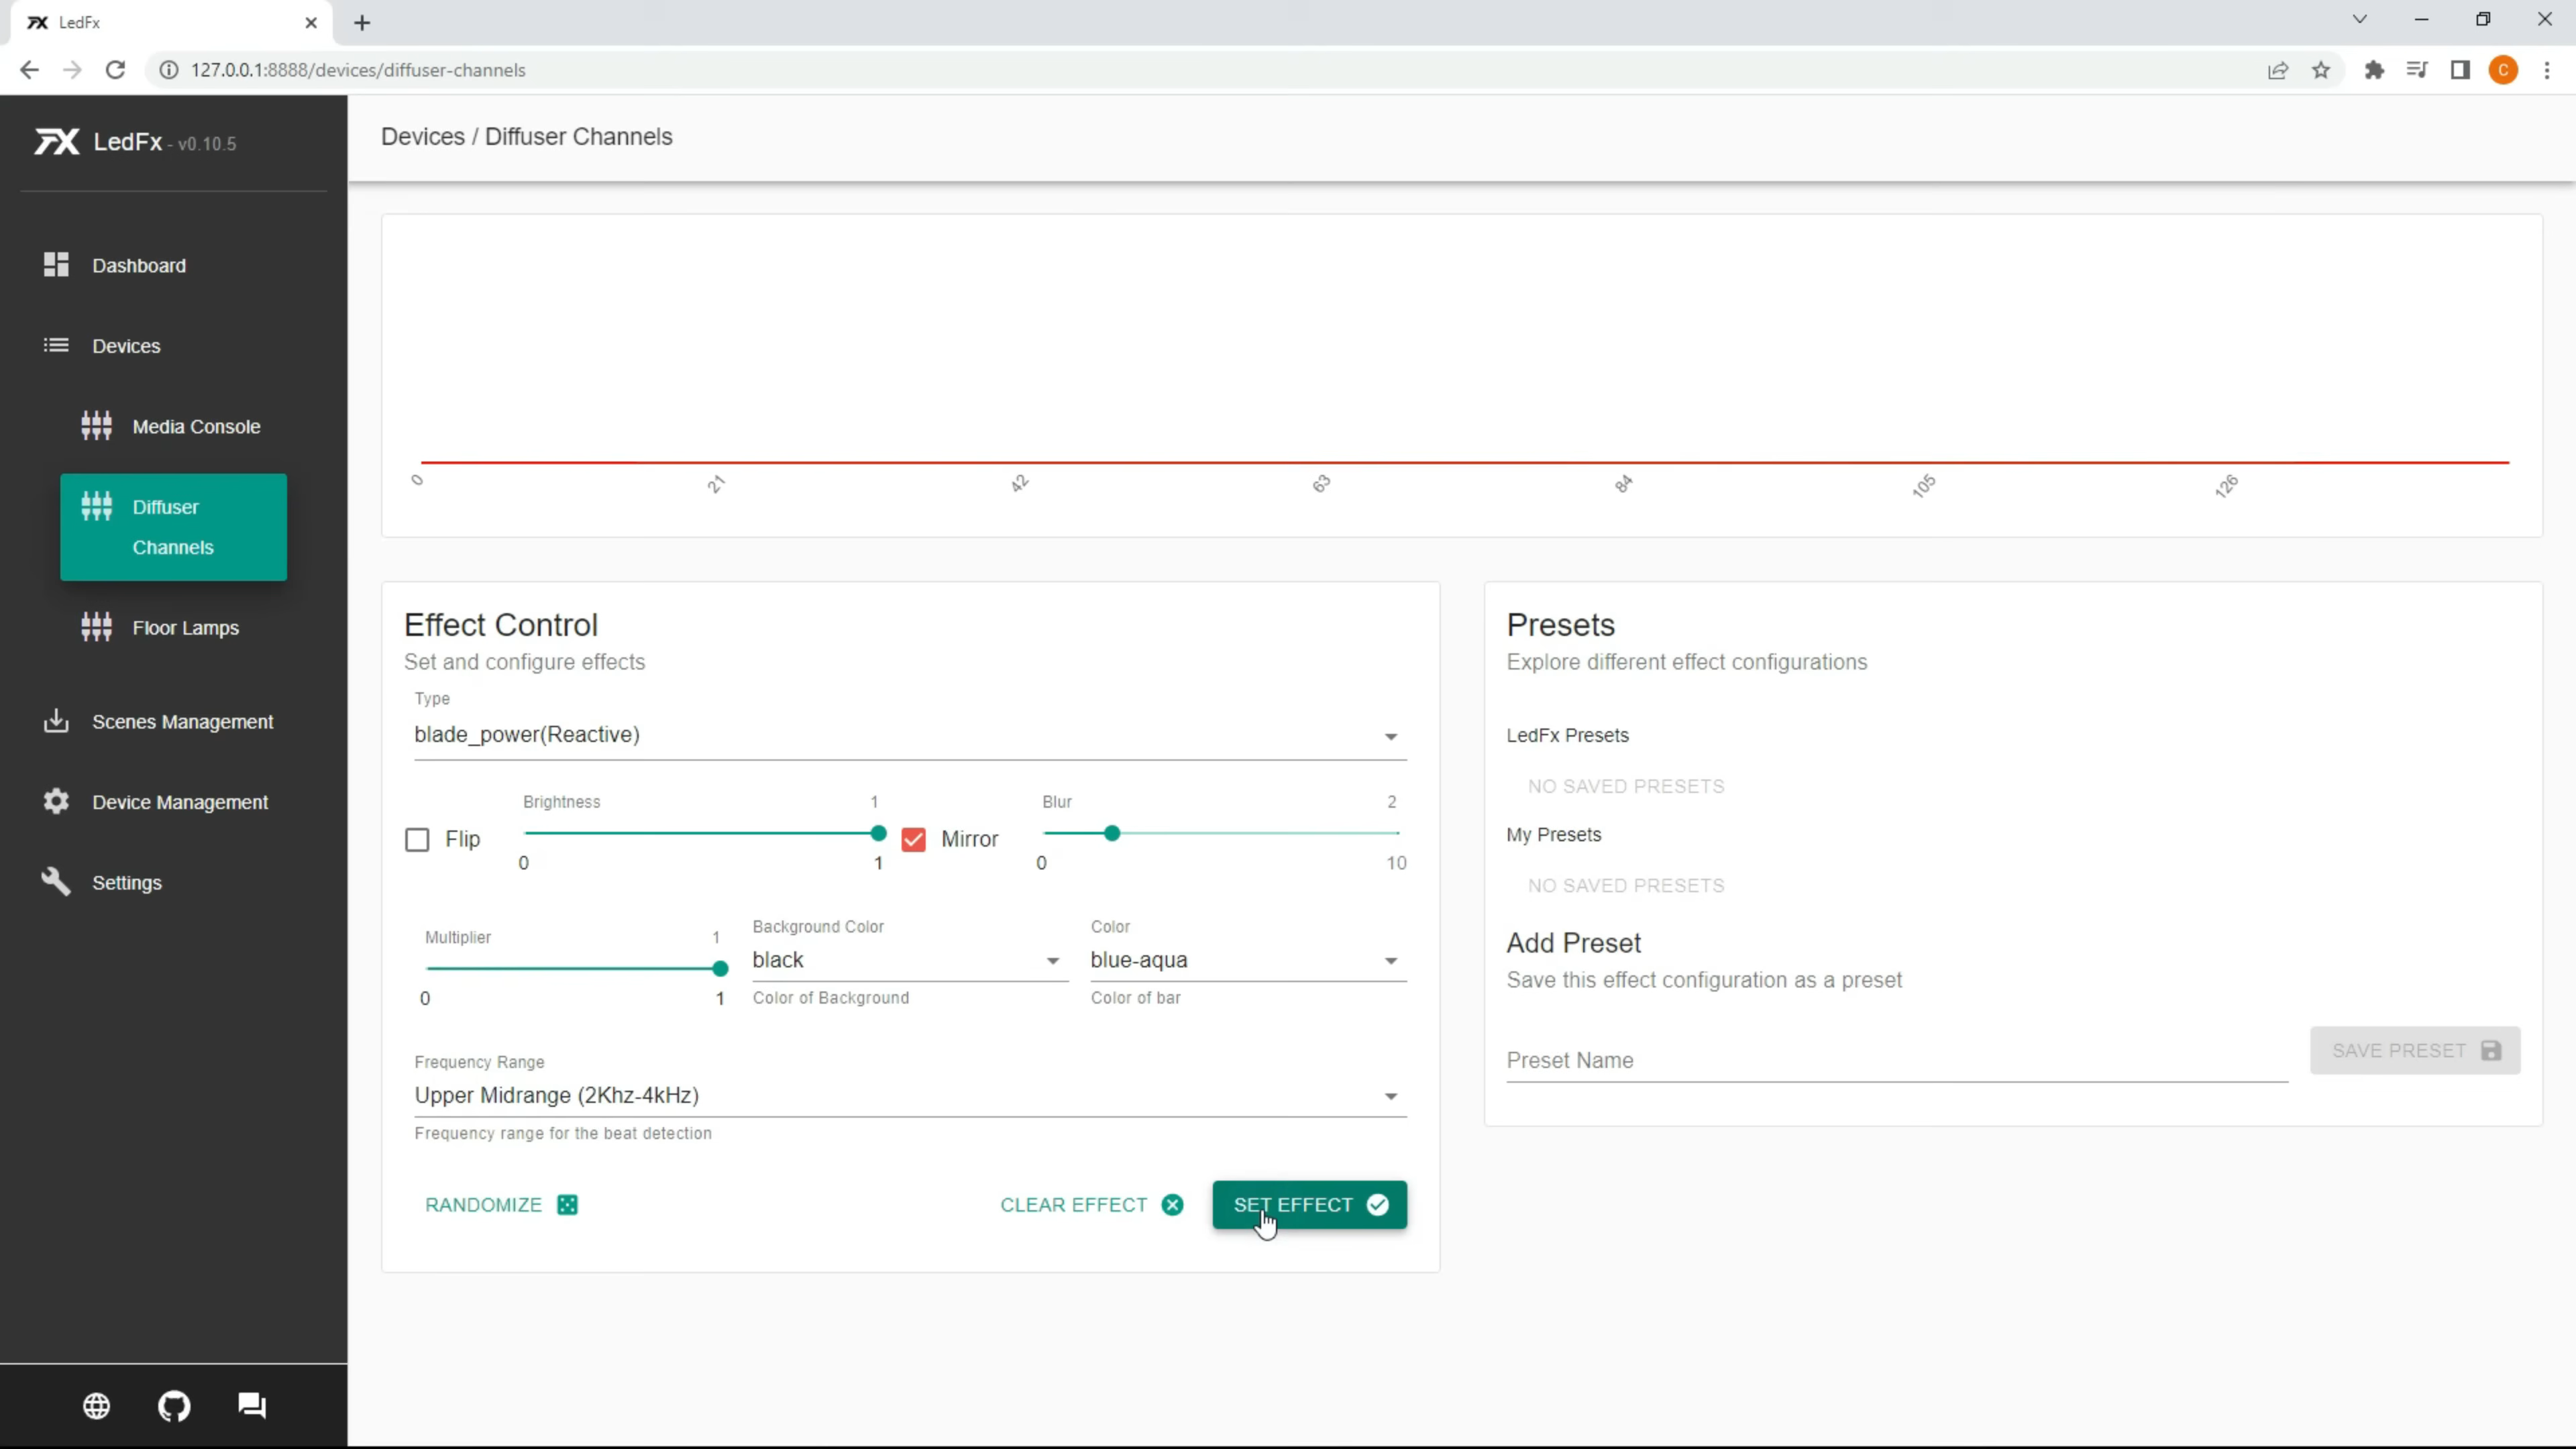 LedFx
127.0.0.1:8888/devices/diffuser-channels
C
LedFx - v0.10.5
Dashboard
Devices
Media Console
Diffuser
Channels
Floor Lamps
Scenes Management
Device Management
Settings
Devices / Diffuser Channels
0 21 42 63 84 105 126
Effect Control
Set and configure effects
Type
blade_power(Reactive)
Flip
Brightness 1
0 1
Mirror
Blur 2
0 10
Multiplier 1
0 1
Background Color
black
Color of Background
Color
blue-aqua
Color of bar
Frequency Range
Upper Midrange (2Khz-4kHz)
Frequency range for the beat detection
RANDOMIZE
CLEAR EFFECT
SET EFFECT
Presets
Explore different effect configurations
LedFx Presets
NO SAVED PRESETS
My Presets
NO SAVED PRESETS
Add Preset
Save this effect configuration as a preset
Preset Name
SAVE PRESET